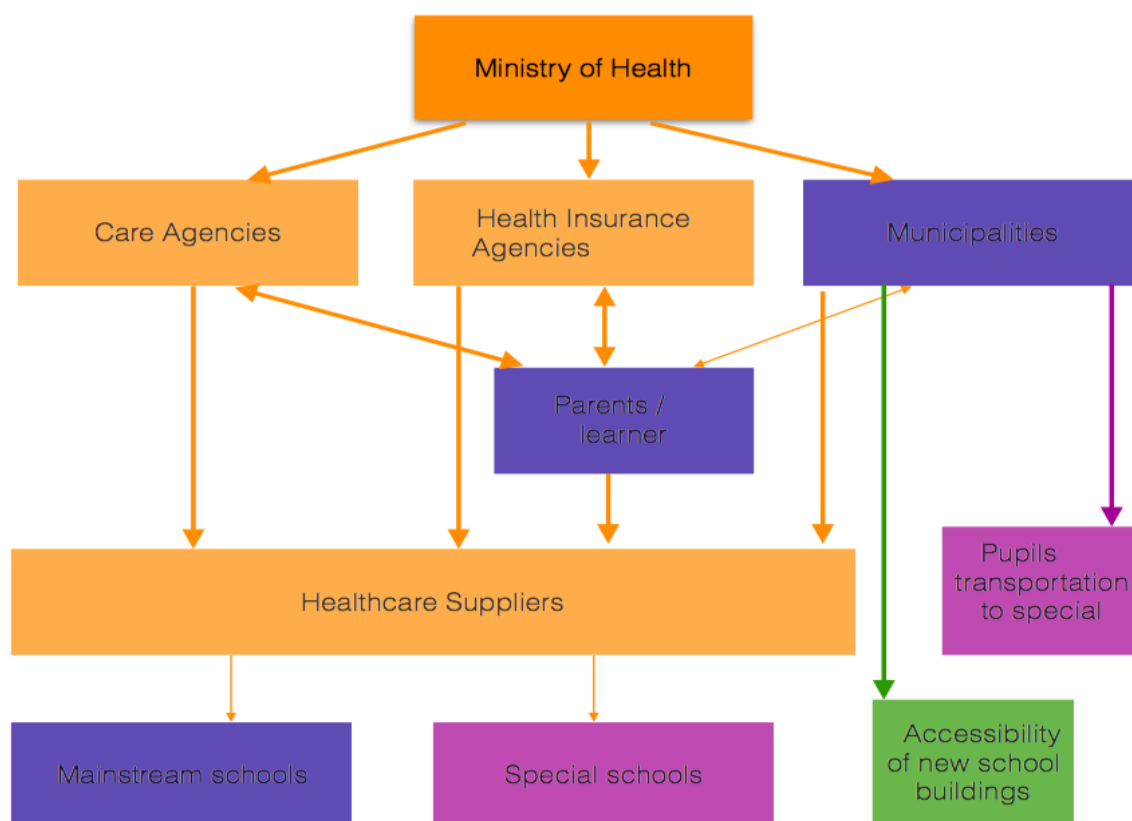 Ministry of Health
Care Agencies
Health Insurance
Agencies
Municipalities
Parents /
learner
Healthcare Suppliers
Pupils
transportation
to special
Mainstream schools
Special schools
Accessibility
of new school
buildings